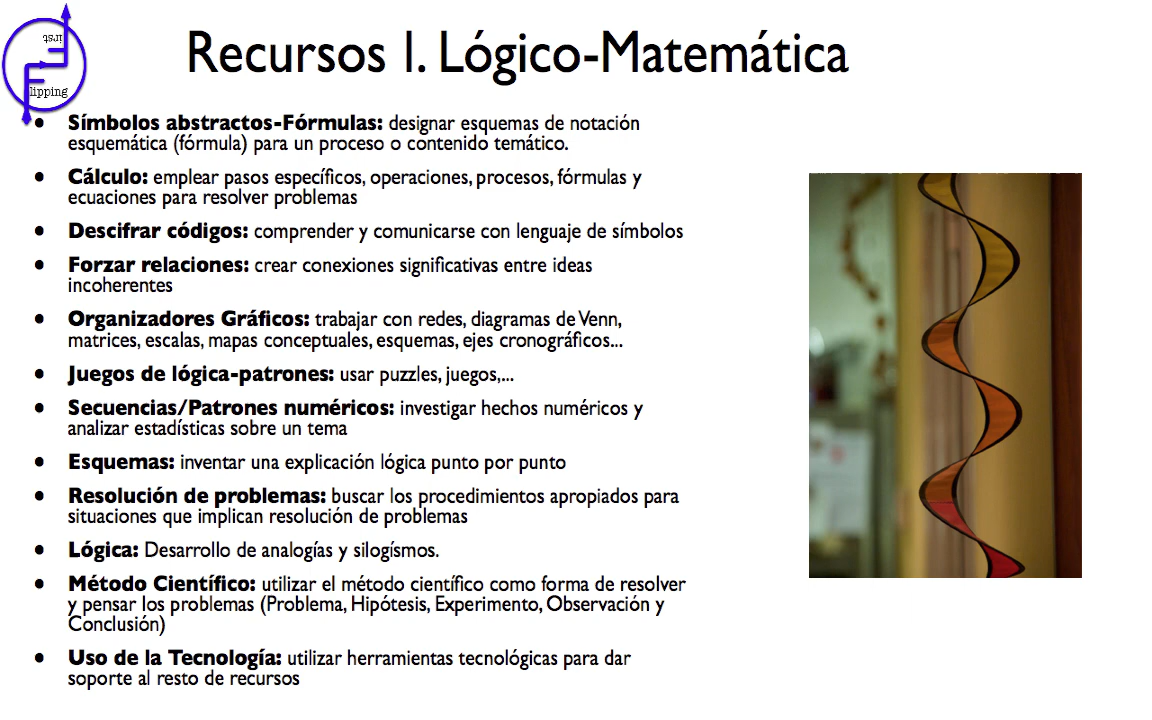 irst
lipping
Recursos 1. Lógico-Matemática
• Símbolos abstractos-Fórmulas: designar esquemas de notación
esquemática (fórmula) para un proceso o contenido temático.
• Cálculo: emplear pasos específicos, operaciones, procesos, fórmulas y
ecuaciones para resolver problemas
• Descifrar códigos: comprender y comunicarse con lenguaje de símbolos
• Forzar relaciones: crear conexiones significativas entre ideas
incoherentes
• Organizadores Gráficos: trabajar con redes, diagramas de Venn,
matrices, escalas, mapas conceptuales, esquemas, ejes cronográficos...
• Juegos de lógica-patrones: usar puzzles, juegos,...
• Secuencias/Patrones numéricos: investigar hechos numéricos y
analizar estadísticas sobre un tema
• Esquemas: inventar una explicación lógica punto por punto
• Resolución de problemas: buscar los procedimientos apropiados para
situaciones que implican resolución de problemas
• Lógica: Desarrollo de analogías y silogísmos.
• Método Científico: utilizar el método científico como forma de resolver
y pensar los problemas (Problema, Hipótesis, Experimento, Observación y
Conclusión)
• Uso de la Tecnología: utilizar herramientas tecnológicas para dar
soporte al resto de recursos